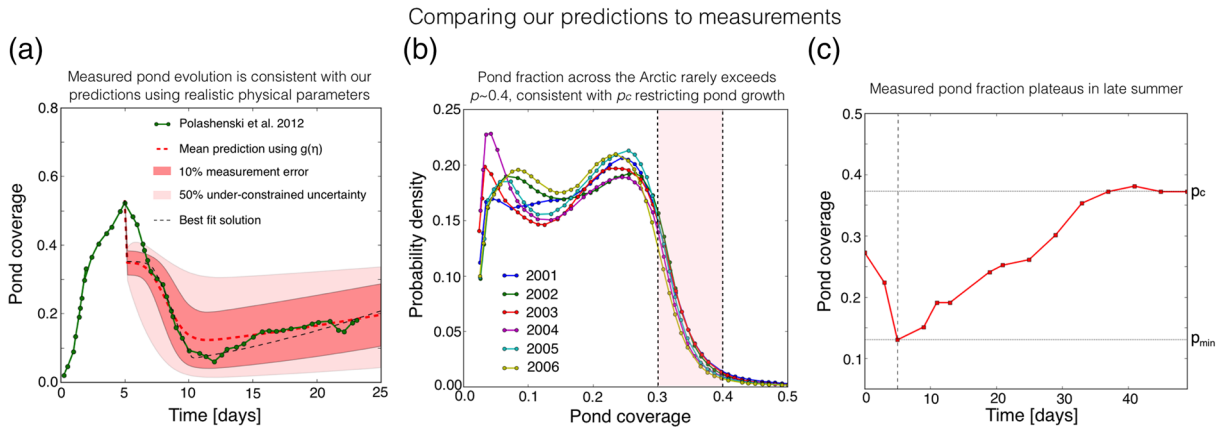 Comparing our predictions to measurements
(a)
Measured pond evolution is consistent with our
predictions using realistic physical parameters
0.8
0.6
0.4
0.2
0.0
Pond coverage
Polashenski et al. 2012
Mean prediction using g(η)
10% measurement error
50% under-constrained uncertainty
Best fit solution
0 5 10 15 20 25
Time [days]
(b)
Pond fraction across the Arctic rarely exceeds
p~0.4, consistent with pc restricting pond growth
0.20
0.15
0.10
0.05
0.00
Probability density
2001
2002
2003
2004
2005
2006
0.0 0.1 0.2 0.3 0.4 0.5
Pond coverage
(c)
Measured pond fraction plateaus in late summer
0.5
0.4
0.3
0.2
0.1
Pond coverage
pc
pmin
0 10 20 30 40
Time [days]